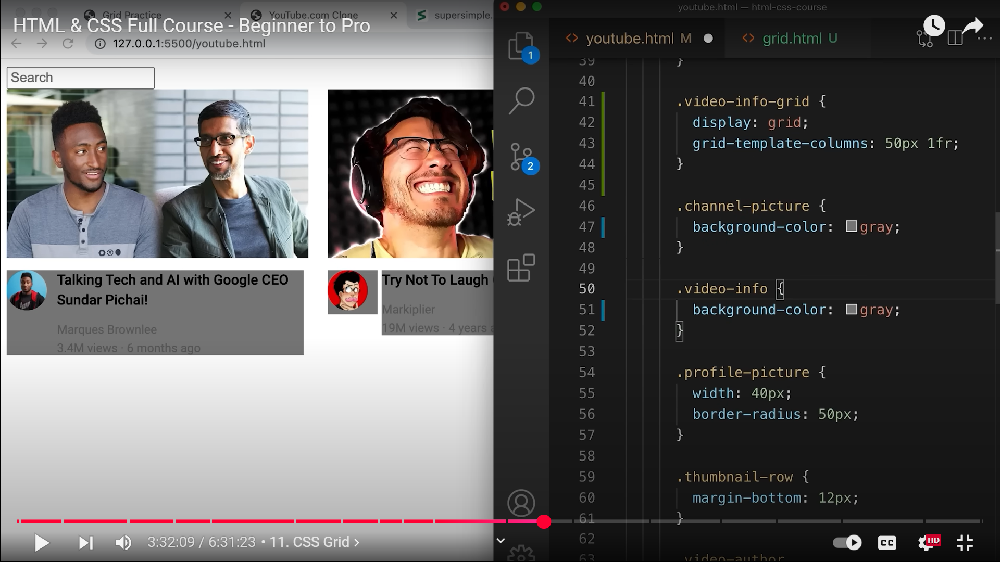 Grid Practice
YouTube.com Clone
supersimple.
HTML & CSS Full Course - Beginner to Pro
127.0.0.1:5500/youtube.html
Search
Talking Tech and AI with Google CEO
Sundar Pichai!
Marques Brownlee
3.4M views · 6 months ago
Try Not To Laugh
Markiplier
19M views · 4 years a
youtube.html — html-css-course
youtube.html M
grid.html U
1
2
39 }
40
41 .video-info-grid {
42 display: grid;
43 grid-template-columns: 50px 1fr;
44 }
45
46 .channel-picture {
47 background-color: gray;
48 }
49
50 .video-info {
51 background-color: gray;
52 }
53
54 .profile-picture {
55 width: 40px;
56 border-radius: 50px;
57 }
58
59 .thumbnail-row {
60 margin-bottom: 12px;
61 }
62
63 .video-author
3:32:09 / 6:31:23 • 11. CSS Grid ›
CC
HD